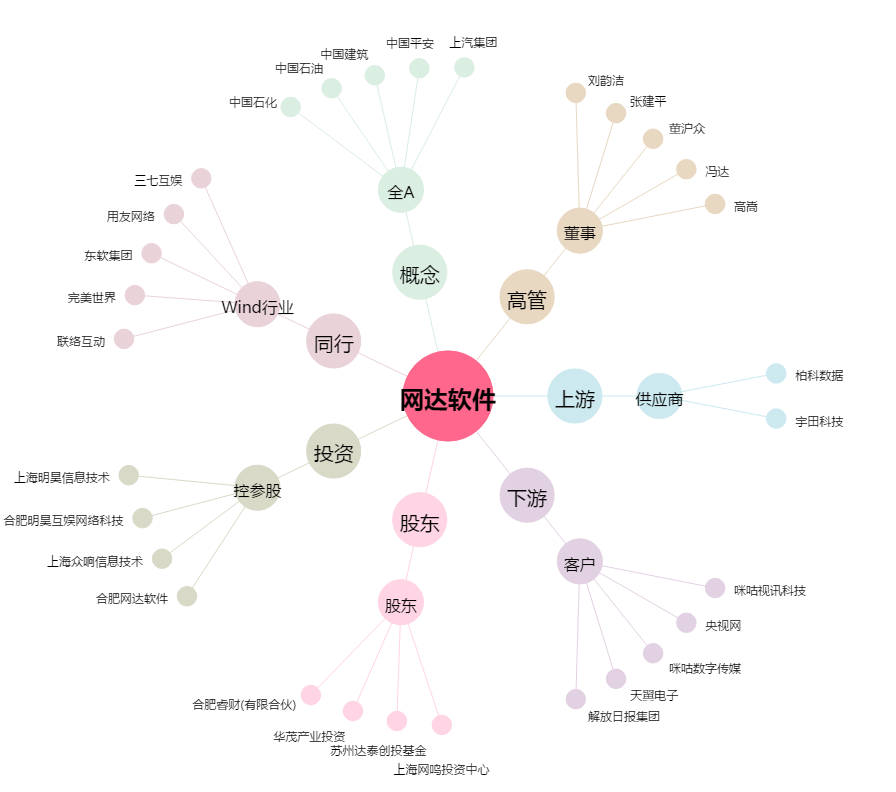 上汽集团
中国平安
中国建筑
中国石油
中国石化
全A
概念
刘韵洁
张建平
董沪众
冯达
高嵩
董事
高管
三七互娱
用友网络
东软集团
完美世界
联络互动
Wind行业
同行
网达软件
上游
供应商
柏科数据
宇田科技
投资
控参股
上海明昊信息技术
合肥明昊互娱网络科技
上海众响信息技术
合肥网达软件
股东
股东
合肥睿财(有限合伙)
华茂产业投资
苏州达泰创投基金
上海网鸣投资中心
下游
客户
咪咕视讯科技
央视网
咪咕数字传媒
天翼电子
解放日报集团